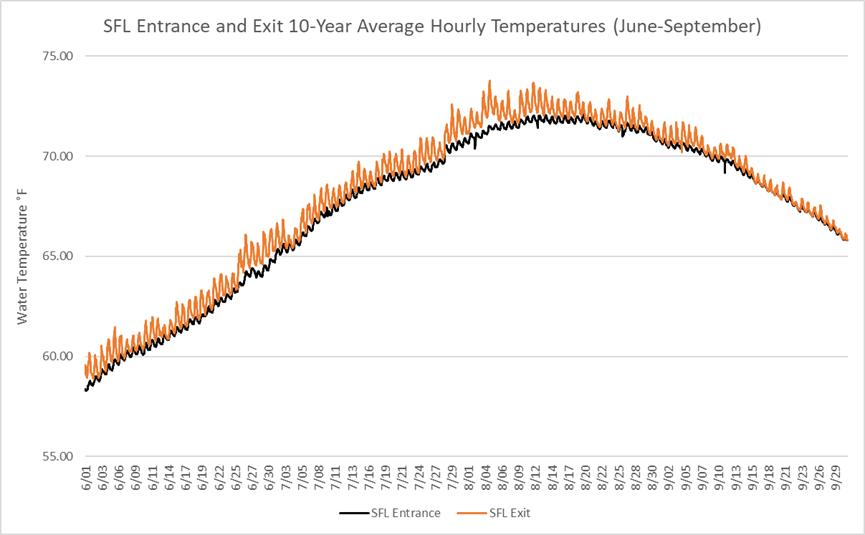 SFL Entrance and Exit 10-Year Average Hourly Temperatures (June-September)
75.00
70.00
65.00
60.00
55.00
Water Temperature °F
6/01 6/03 6/06 6/09 6/11 6/14 6/17 6/19 6/22 6/25 6/27 6/30 7/03 7/05 7/08 7/11 7/13 7/16 7/19 7/21 7/24 7/27 7/29 8/01 8/04 8/06 8/09 8/12 8/14 8/17 8/20 8/22 8/25 8/28 8/30 9/02 9/05 9/07 9/10 9/13 9/15 9/18 9/21 9/23 9/26 9/29
SFL Entrance SFL Exit